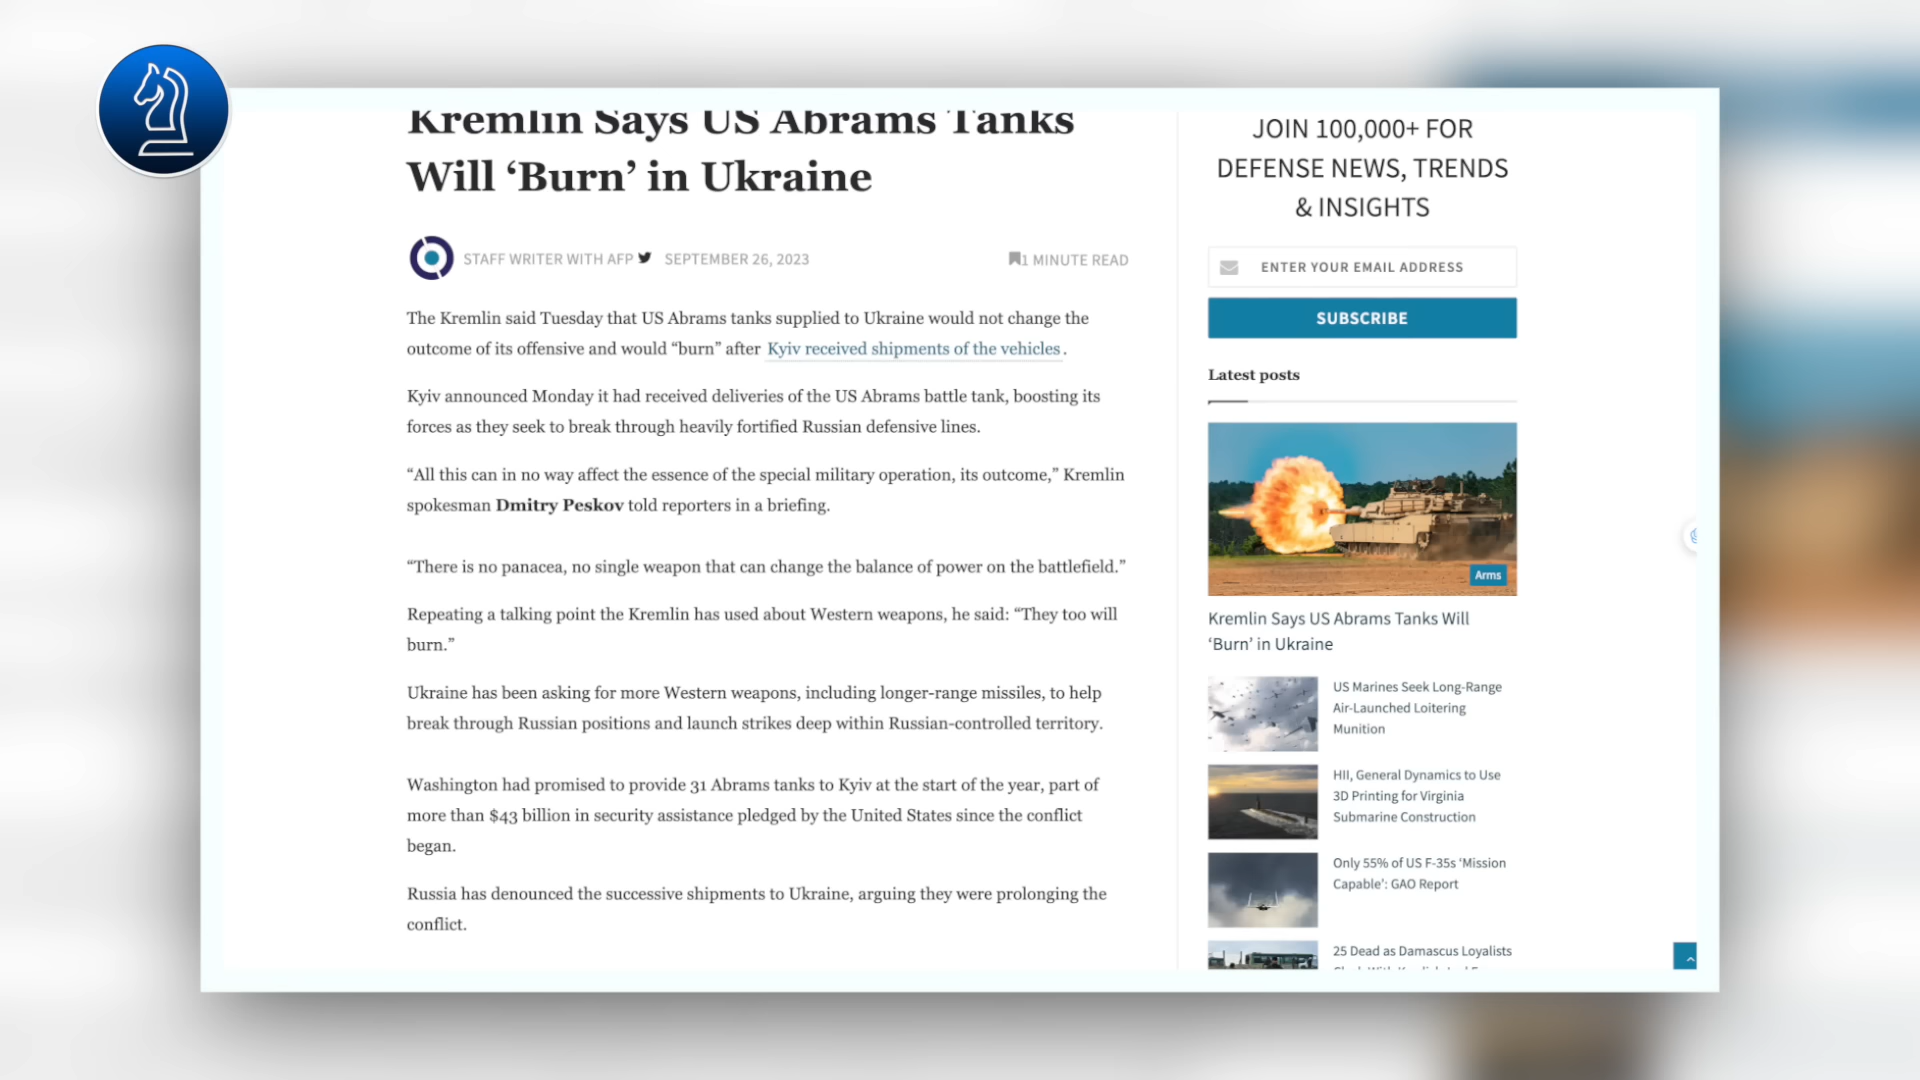 Kremlin Says US Abrams Tanks
Will ‘Burn’ in Ukraine
STAFF WRITER WITH AFP SEPTEMBER 26, 2023 1 MINUTE READ
The Kremlin said Tuesday that US Abrams tanks supplied to Ukraine would not change the
outcome of its offensive and would “burn” after Kyiv received shipments of the vehicles.
Kyiv announced Monday it had received deliveries of the US Abrams battle tank, boosting its
forces as they seek to break through heavily fortified Russian defensive lines.
“All this can in no way affect the essence of the special military operation, its outcome,” Kremlin
spokesman Dmitry Peskov told reporters in a briefing.
“There is no panacea, no single weapon that can change the balance of power on the battlefield.”
Repeating a talking point the Kremlin has used about Western weapons, he said: “They too will
burn.”
Ukraine has been asking for more Western weapons, including longer-range missiles, to help
break through Russian positions and launch strikes deep within Russian-controlled territory.
Washington had promised to provide 31 Abrams tanks to Kyiv at the start of the year, part of
more than $43 billion in security assistance pledged by the United States since the conflict
began.
Russia has denounced the successive shipments to Ukraine, arguing they were prolonging the
conflict.
JOIN 100,000+ FOR
DEFENSE NEWS, TRENDS
& INSIGHTS
ENTER YOUR EMAIL ADDRESS
SUBSCRIBE
Latest posts
Arms
Kremlin Says US Abrams Tanks Will
‘Burn’ in Ukraine
US Marines Seek Long-Range
Air-Launched Loitering
Munition
HII, General Dynamics to Use
3D Printing for Virginia
Submarine Construction
Only 55% of US F-35s ‘Mission
Capable’: GAO Report
25 Dead as Damascus Loyalists